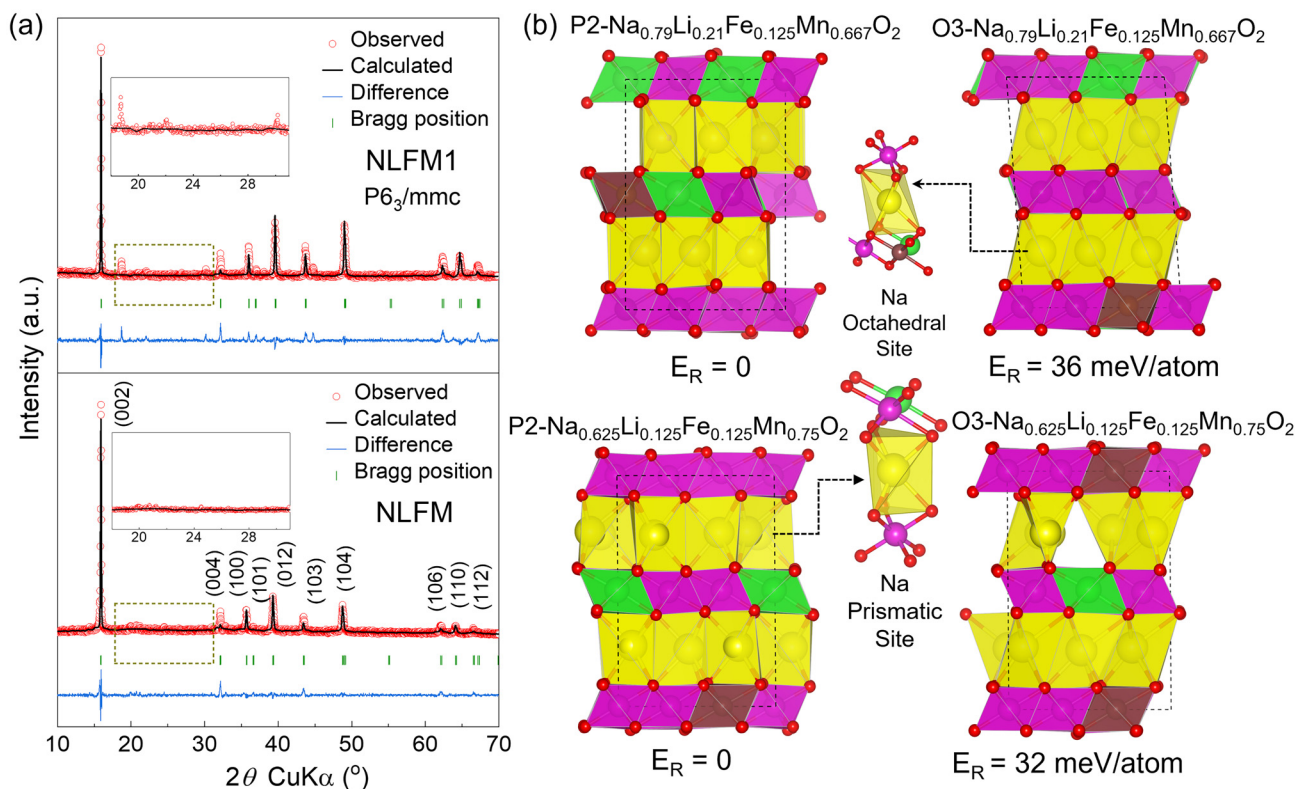 (a)
Observed
Calculated
Difference
Bragg position
NLFM1
P6₃/mmc
20 24 28
Intensity (a.u.)
(002)
Observed
Calculated
Difference
Bragg position
NLFM
20 24 28
(004)
(100)
(101)
(012)
(103)
(104)
(106)
(110)
(112)
10 20 30 40 50 60 70
2θ CuKα (°)
(b)
P2-Na₀.₇₉Li₀.₂₁Fe₀.₁₂₅Mn₀.₆₆₇O₂
O3-Na₀.₇₉Li₀.₂₁Fe₀.₁₂₅Mn₀.₆₆₇O₂
Na
Octahedral
Site
E_R = 0
E_R = 36 meV/atom
P2-Na₀.₆₂₅Li₀.₁₂₅Fe₀.₁₂₅Mn₀.₇₅O₂
O3-Na₀.₆₂₅Li₀.₁₂₅Fe₀.₁₂₅Mn₀.₇₅O₂
Na
Prismatic
Site
E_R = 0
E_R = 32 meV/atom